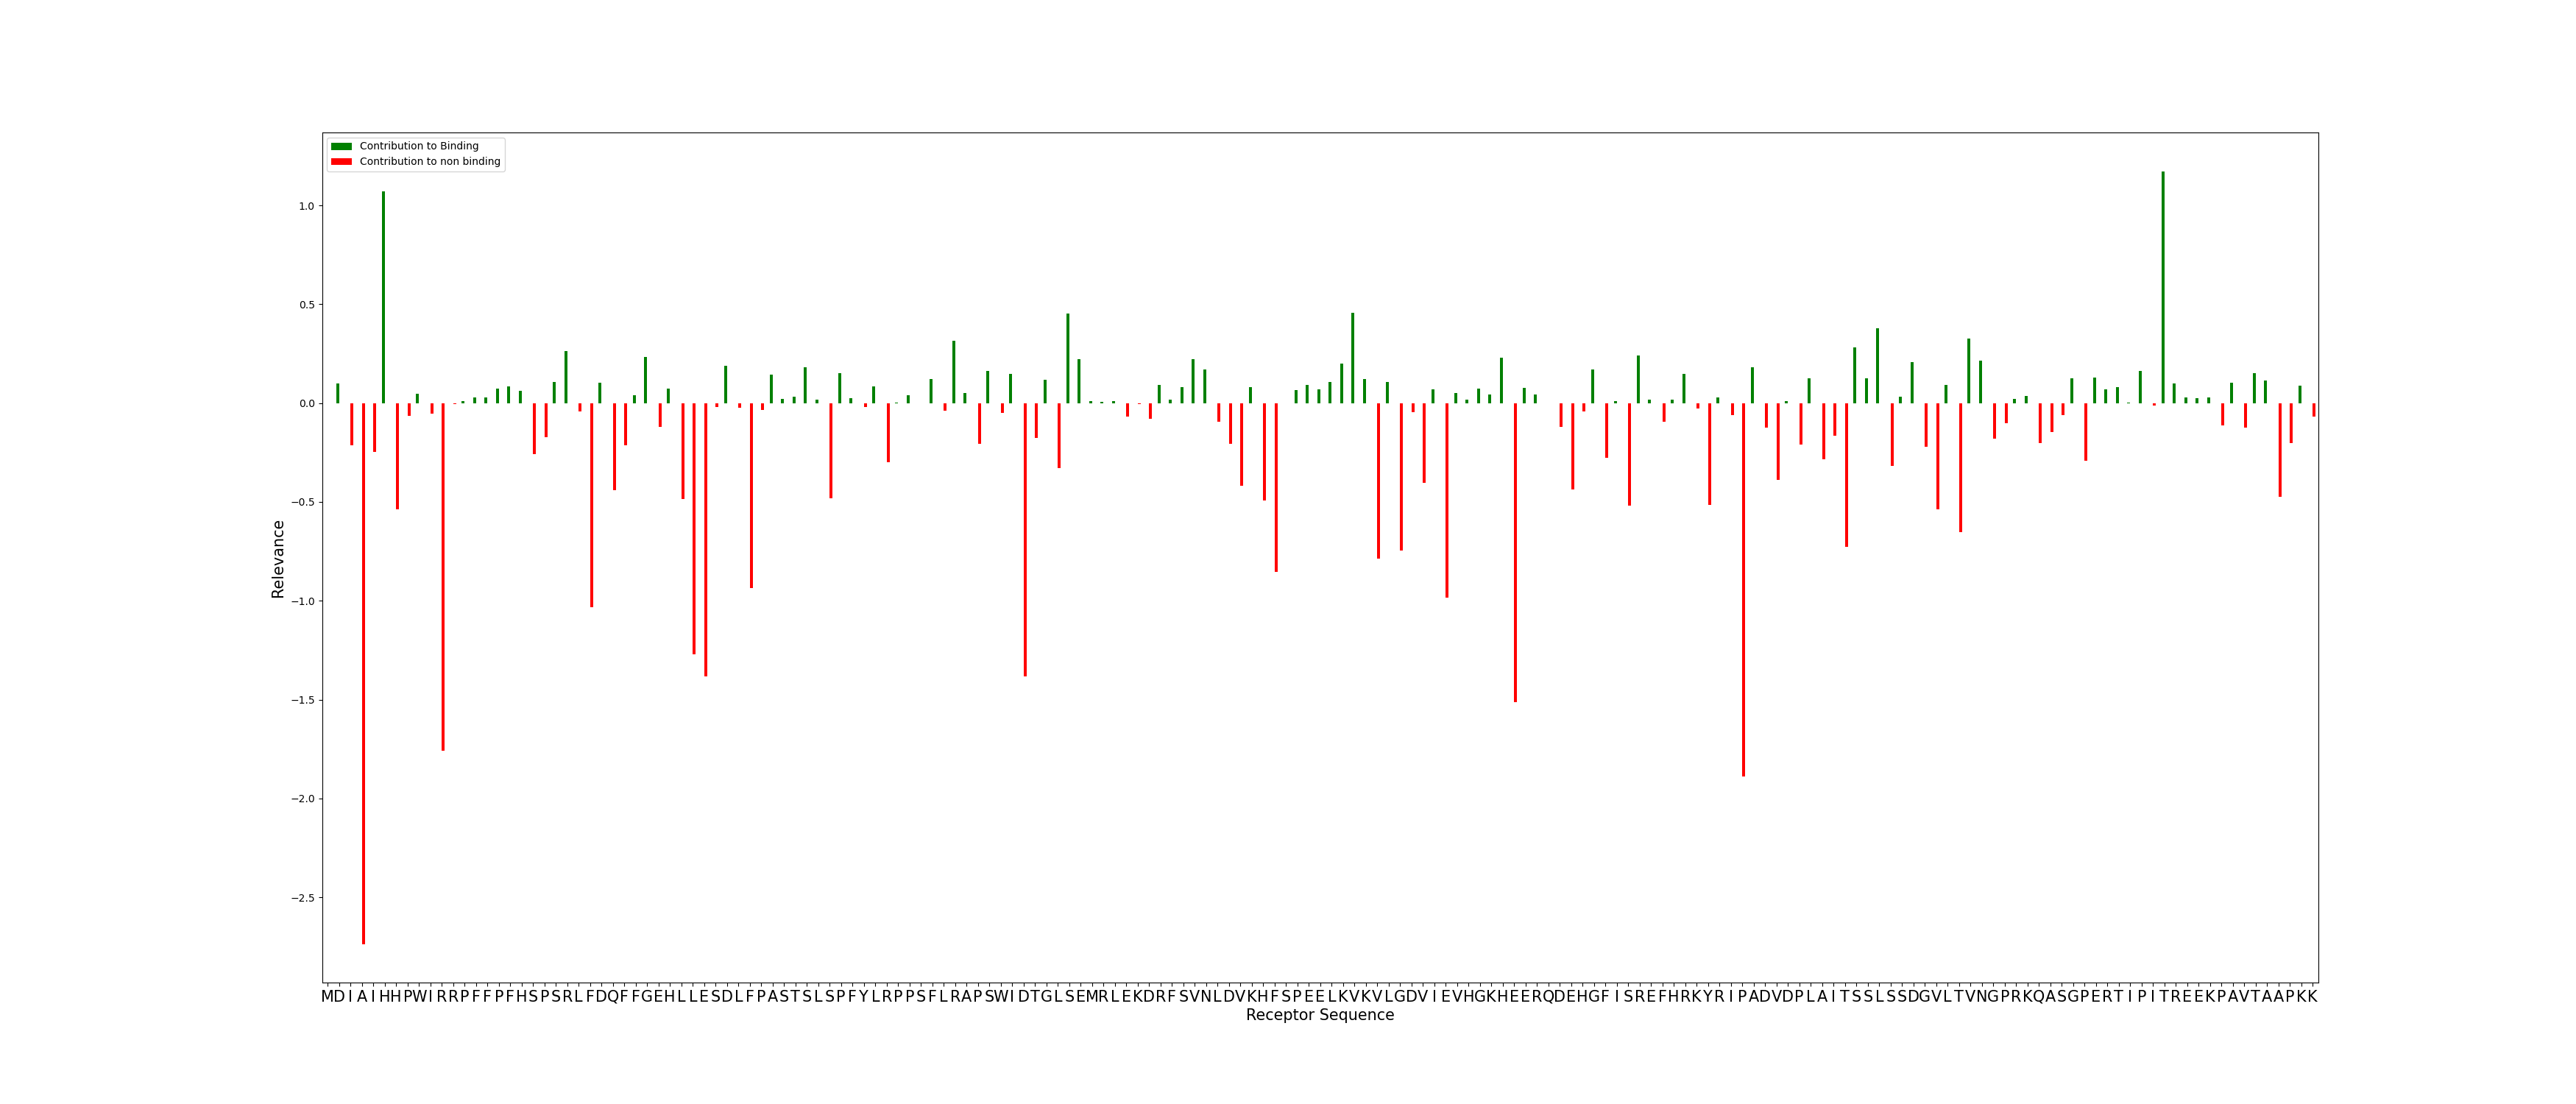 Contribution to Binding
Contribution to non binding
1.0
0.5
0.0
−0.5
−1.0
−1.5
−2.0
−2.5
Relevance
MDIAIHHPWIRRPFFPFHSPSRLFDQFFGEHLLESDLFPASTSLSPFYLRPPSFLRAPSWIDTGLSEMRLEKDRFSVNLDVKHFSPEELKVKVLGDVIEVHGKHEERQDEHGFISREFHRKYRIPADVDPLAITSSLSSDGVLTVNGPRKQASGPERTIPITREEKPAVTAAPKK
Receptor Sequence